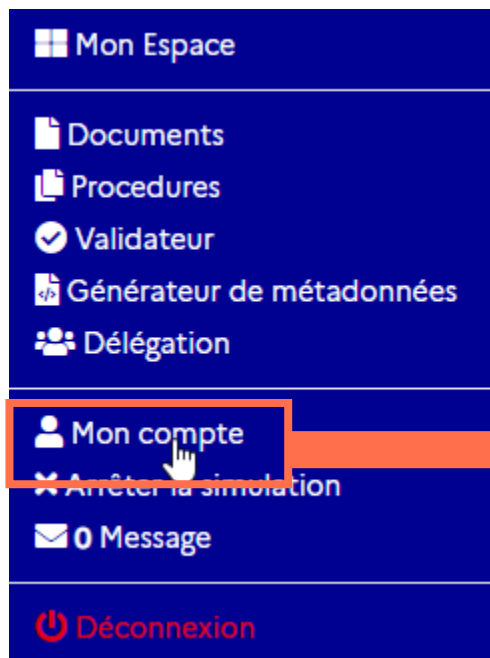 Mon Espace
Documents
Procedures
Validateur
Générateur de métadonnées
Délégation
Mon compte
Arrêter la simulation
0 Message
Déconnexion